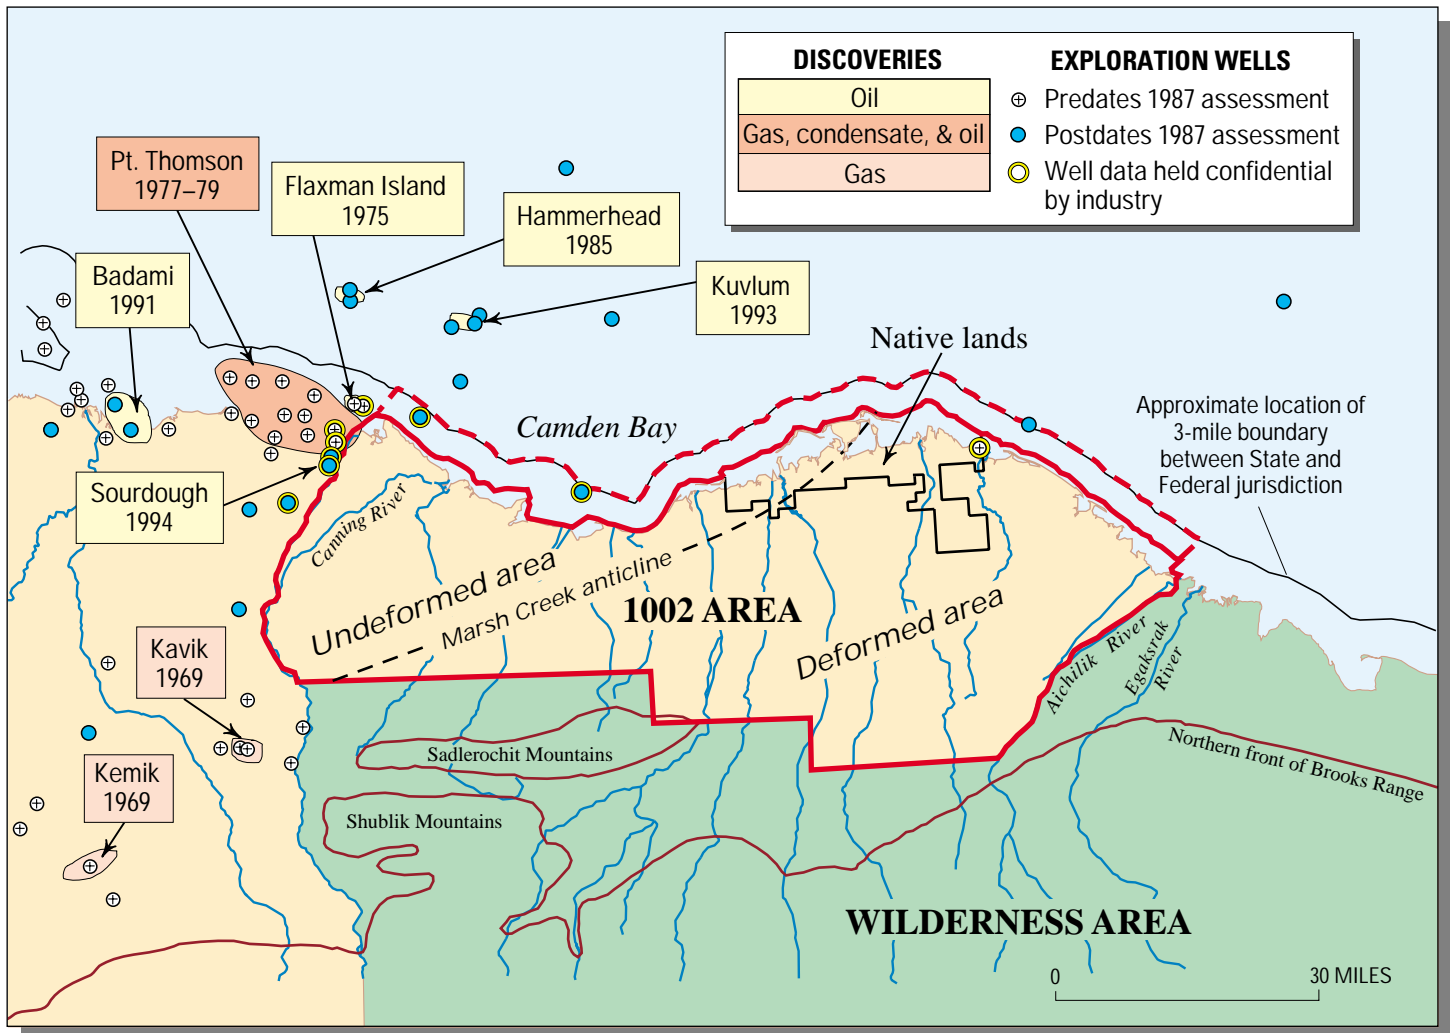 DISCOVERIES
Oil
Gas, condensate, & oil
Gas
EXPLORATION WELLS
Predates 1987 assessment
Postdates 1987 assessment
Well data held confidential
by industry
Pt. Thomson
1977–79
Flaxman Island
1975
Hammerhead
1985
Badami
1991
Kuvlum
1993
Native lands
Camden Bay
Approximate location of
3-mile boundary
between State and
Federal jurisdiction
Sourdough
1994
Canning River
Undeformed area
Marsh Creek anticline
1002 AREA
Deformed area
Aichilik River
Egaksrak
River
Kavik
1969
Kemik
1969
Sadlerochit Mountains
Shublik Mountains
Northern front of Brooks Range
WILDERNESS AREA
0
30 MILES